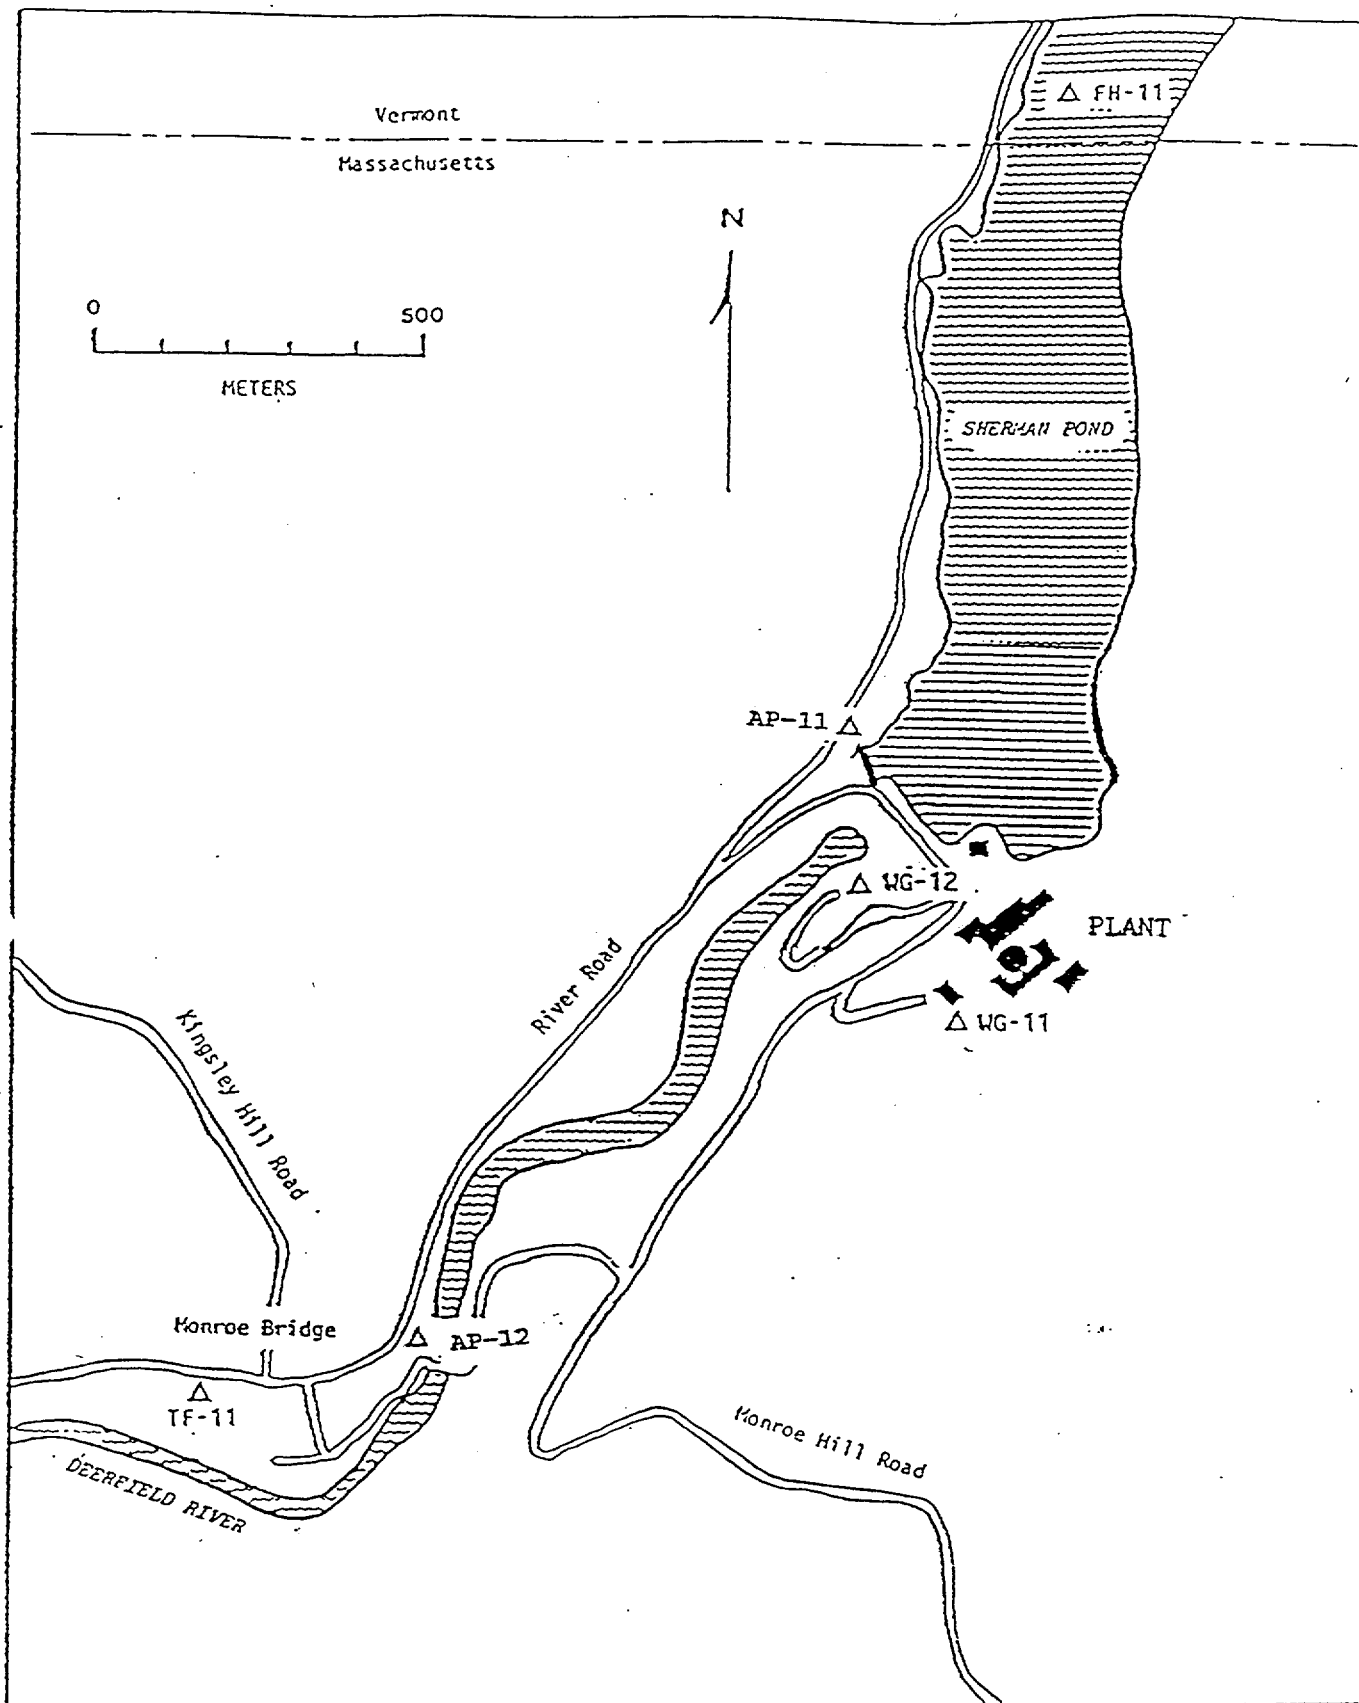 FH-11
Vermont
Massachusetts
N
0 500
METERS
SHERMAN POND
AP-11
WG-12
PLANT
River Road
WG-11
Kingsley Hill Road
Monroe Bridge
AP-12
TF-11
Monroe Hill Road
DEERFIELD RIVER